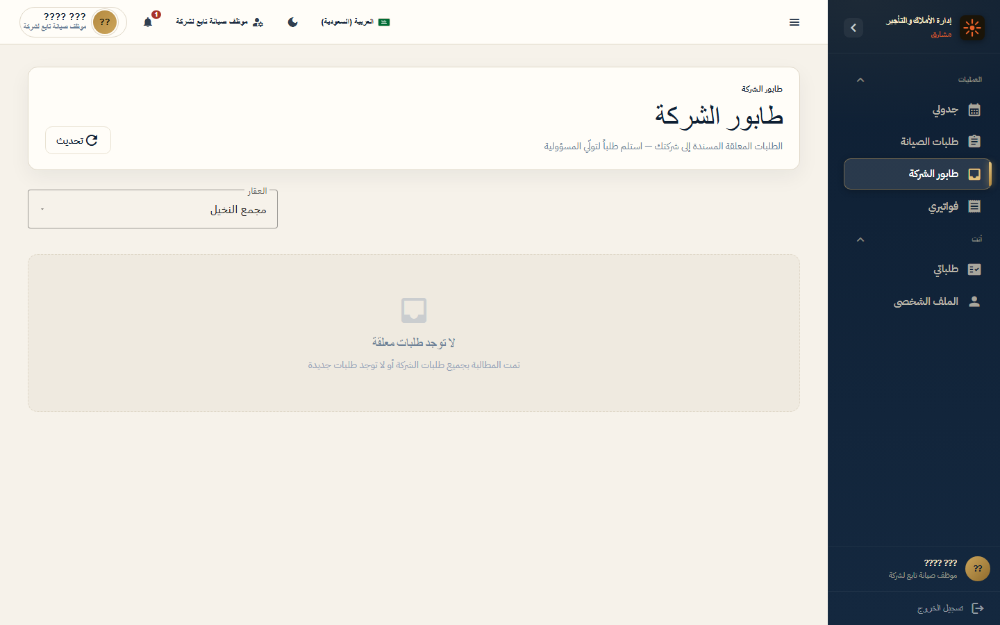 إدارة الأملاك والتأجير
مشارق
العمليات
جدولي
طلبات الصيانة
طابور الشركة
فواتيري
أنت
طلباتي
الملف الشخصي
??
??? ????
موظف صيانة تابع لشركة
تسجيل الخروج
العربية (السعودية)
موظف صيانة تابع لشركة
1
??
??? ????
موظف صيانة تابع لشركة
طابور الشركة
طابور الشركة
الطلبات المعلقة المسندة إلى شركتك — استلم طلباً لتولّي المسؤولية
تحديث
العقار
مجمع النخيل
لا توجد طلبات معلقة
تمت المطالبة بجميع طلبات الشركة أو لا توجد طلبات جديدة